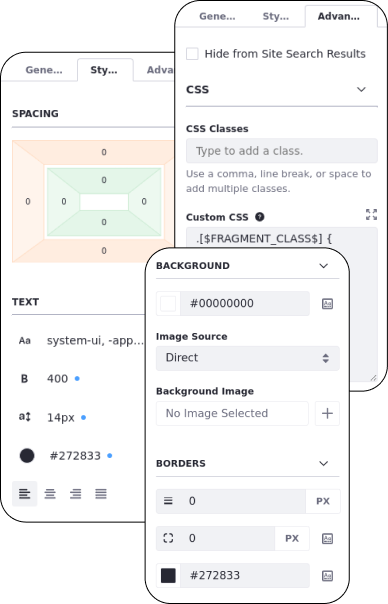 Gene...
Sty...
Advan...
Hide from Site Search Results
CSS
CSS Classes
Type to add a class.
Use a comma, line break, or space to
add multiple classes.
Custom CSS ?
.[$FRAGMENT_CLASS$] {
Gene...
Sty...
Adva
SPACING
0
0
0 0 0 0
0
0
TEXT
Aa system-ui, -app...
B 400
a 14px
#272833
BACKGROUND
#00000000
Image Source
Direct
Background Image
No Image Selected
BORDERS
0 PX
0 PX
#272833